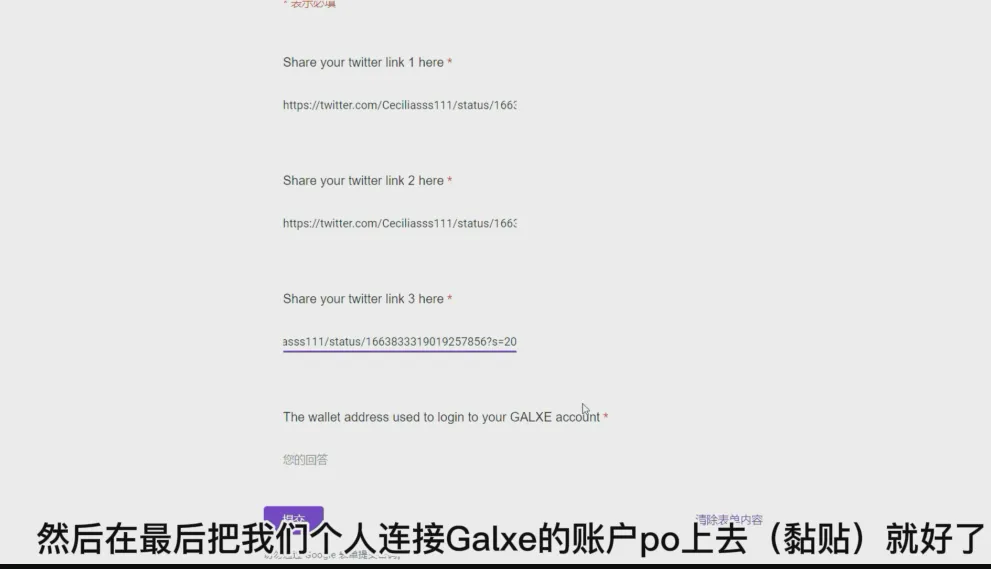 * 表示必填
Share your twitter link 1 here *
https://twitter.com/Ceciliasss111/status/166
Share your twitter link 2 here *
https://twitter.com/Ceciliasss111/status/166
Share your twitter link 3 here *
asss111/status/1663833319019257856?s=20
The wallet address used to login to your GALXE account *
您的回答
提交
清除表单内容
然后在最后把我们个人连接Galxe的账户po上去（黏贴）就好了